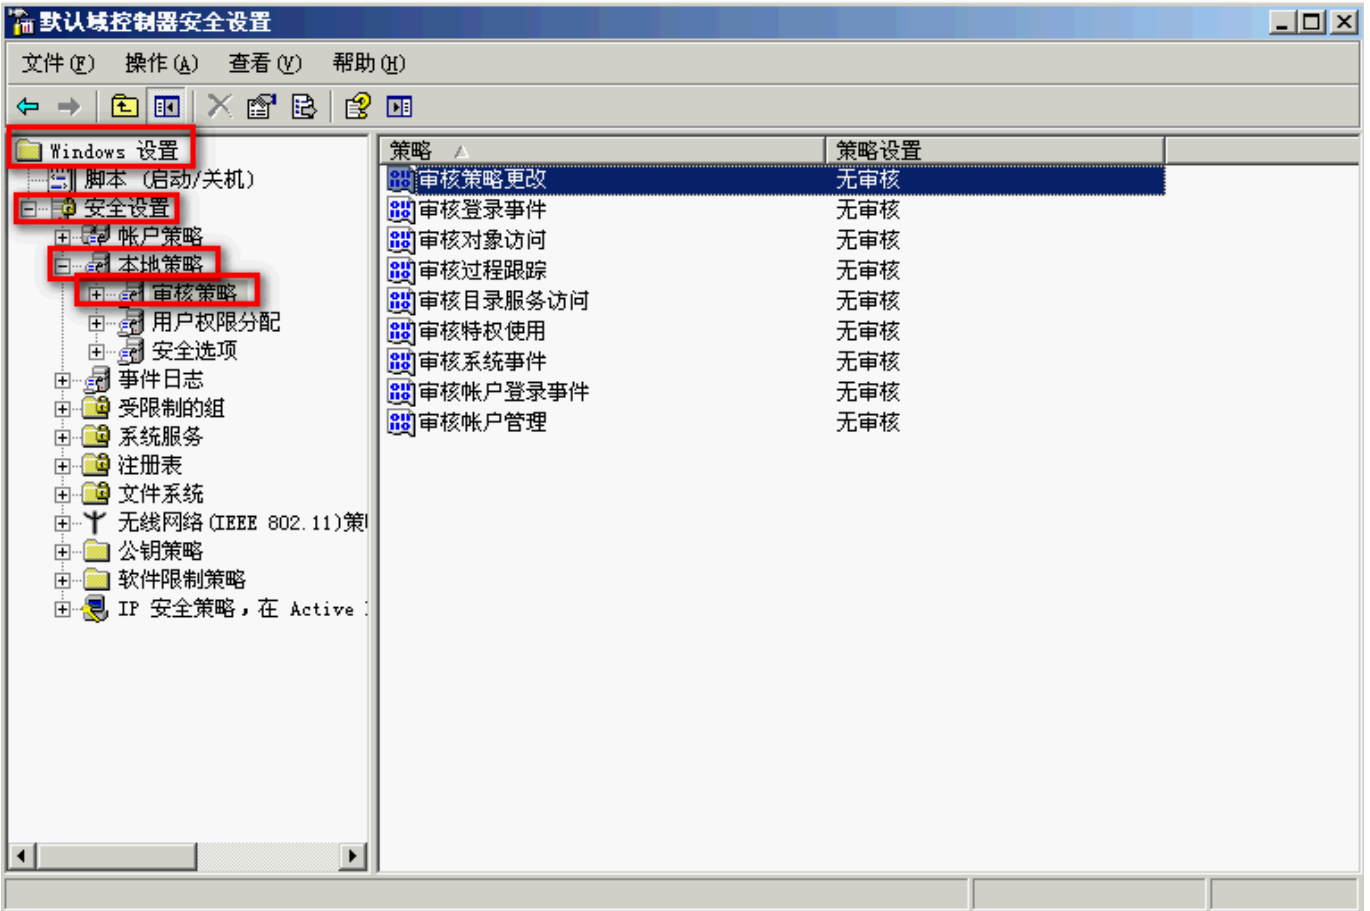 默认域控制器安全设置
文件(F) 操作(A) 查看(V) 帮助(H)
Windows 设置
脚本 (启动/关机)
安全设置
帐户策略
本地策略
审核策略
用户权限分配
安全选项
事件日志
受限制的组
系统服务
注册表
文件系统
无线网络(IEEE 802.11)策
公钥策略
软件限制策略
IP 安全策略，在 Active
策略 策略设置
审核策略更改 无审核
审核登录事件 无审核
审核对象访问 无审核
审核过程跟踪 无审核
审核目录服务访问 无审核
审核特权使用 无审核
审核系统事件 无审核
审核帐户登录事件 无审核
审核帐户管理 无审核